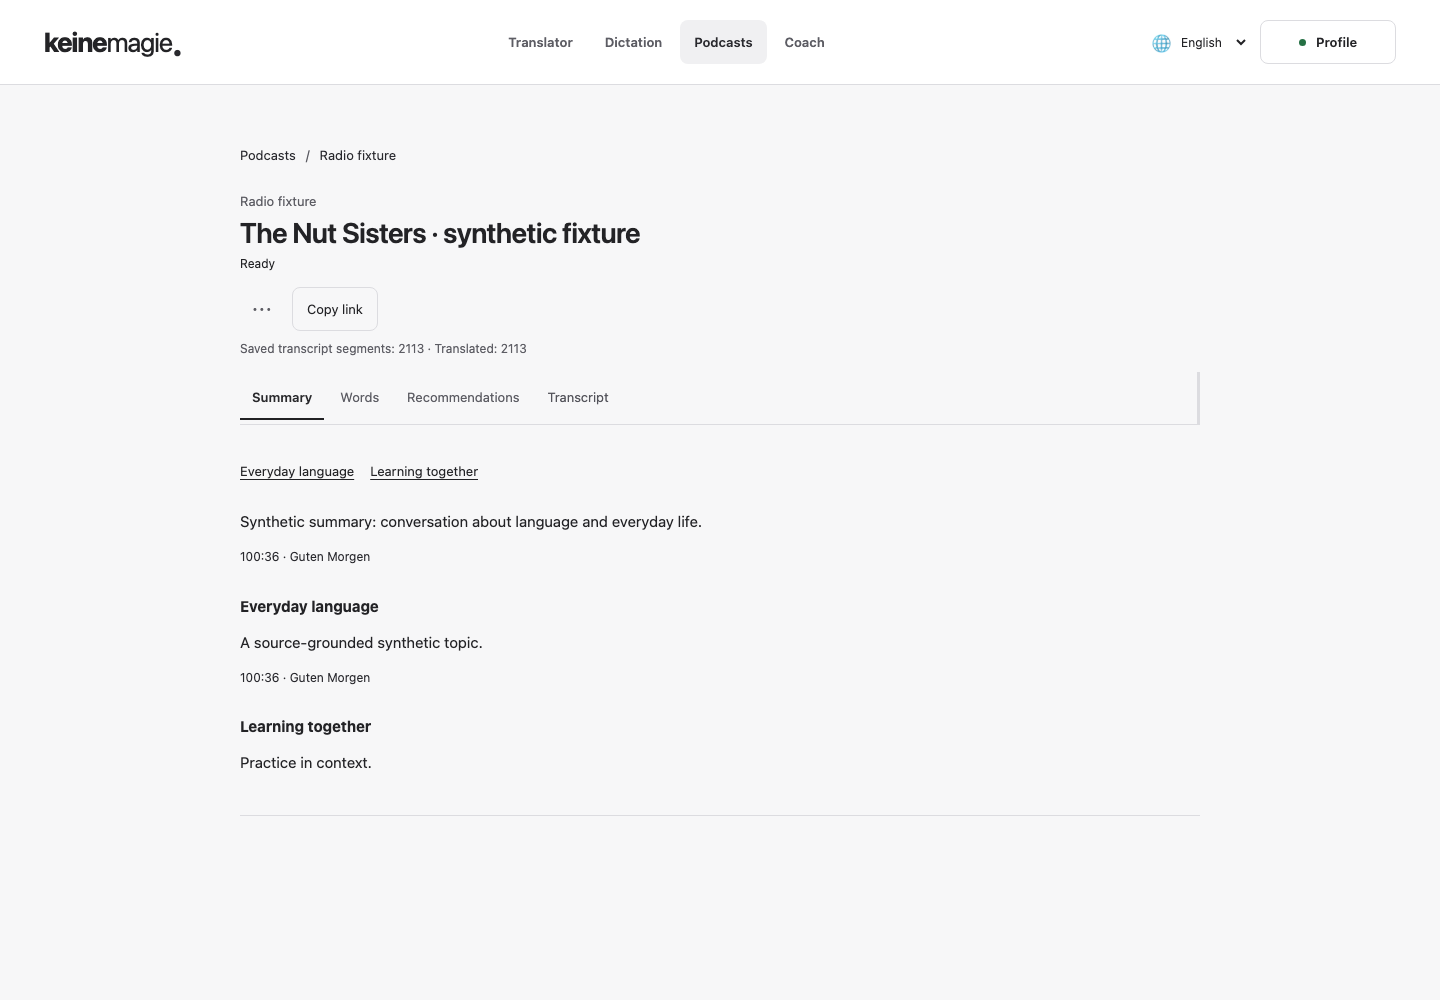 keinemagie.
Translator Dictation Podcasts Coach
English
Profile
Podcasts / Radio fixture
Radio fixture
The Nut Sisters · synthetic fixture
Ready
Copy link
Saved transcript segments: 2113 · Translated: 2113
Summary Words Recommendations Transcript
Everyday language Learning together
Synthetic summary: conversation about language and everyday life.
100:36 · Guten Morgen
Everyday language
A source-grounded synthetic topic.
100:36 · Guten Morgen
Learning together
Practice in context.